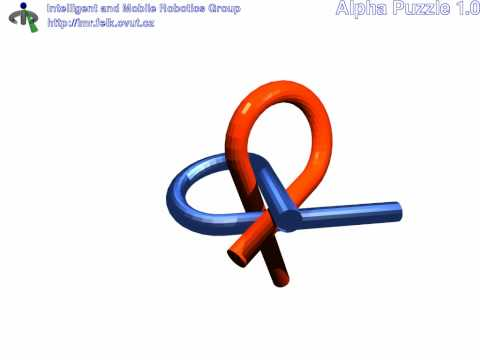 Intelligent and Mobile Robotics Group
Alpha Puzzle 1.0
http://imr.felk.cvut.cz